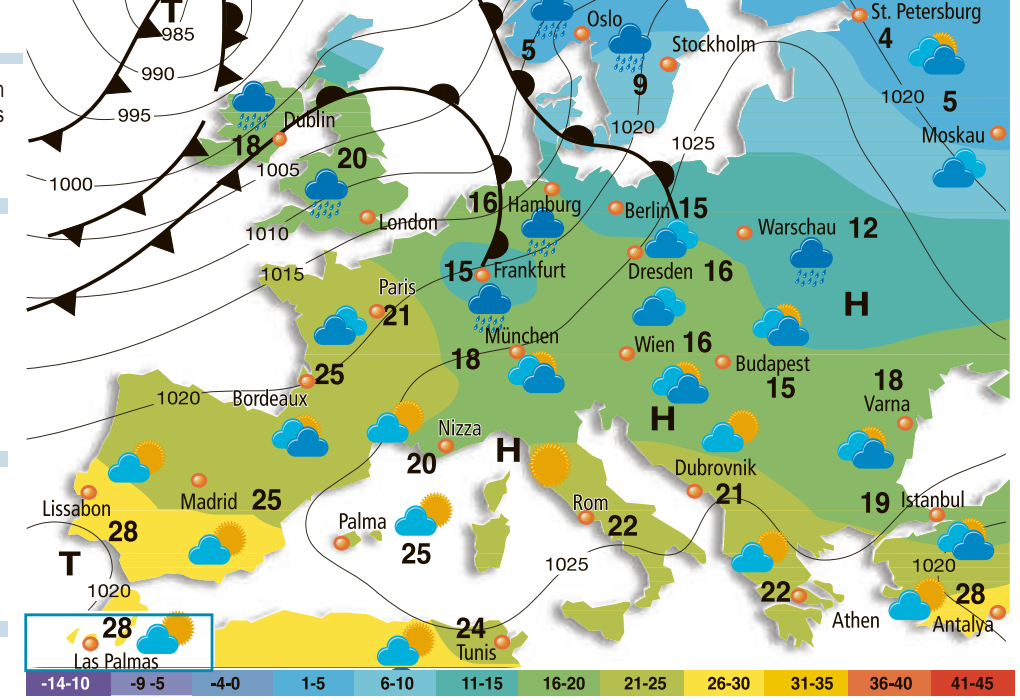 T
985
Oslo
St. Petersburg
4
5
Stockholm
990
9
1020
5
995
Dublin
1020
Moskau
18
1025
20
1005
1000
16
Hamburg
Berlin
15
London
Warschau
12
1010
15
Frankfurt
Dresden
16
1015
Paris
21
H
München
Wien
16
18
Budapest
25
15
18
1020
Bordeaux
Varna
H
Nizza
H
20
Dubrovnik
Madrid
25
21
19
Istanbul
Lissabon
Rom
28
Palma
22
25
T
1025
1020
1020
22
28
28
24
Athen
Antalya
Las Palmas
Tunis
-14-10
-9 -5
-4-0
1-5
6-10
11-15
16-20
21-25
26-30
31-35
36-40
41-45